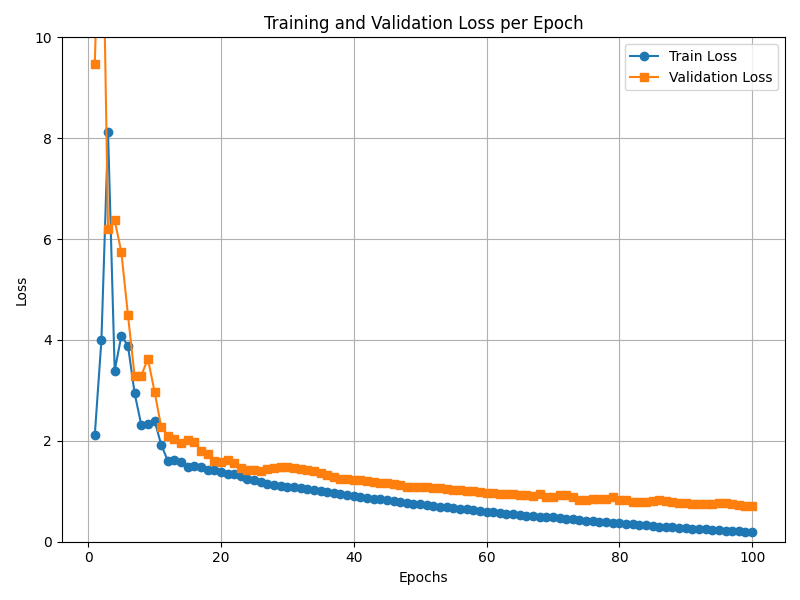 Training and Validation Loss per Epoch
Train Loss
Validation Loss
10
8
6
4
2
0
Loss
0 20 40 60 80 100
Epochs